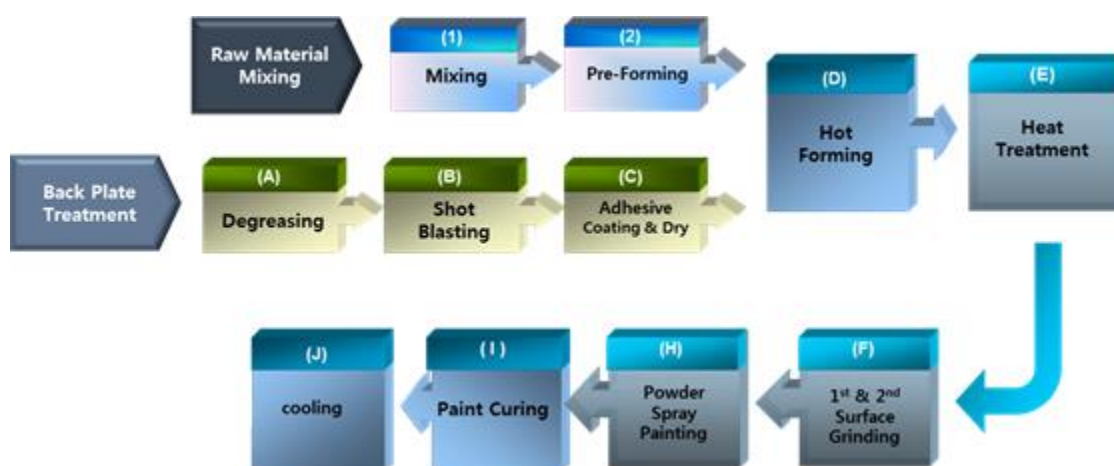 Raw Material
Mixing
(1)
Mixing
(2)
Pre-Forming
(D)
Hot
Forming
(E)
Heat
Treatment
Back Plate
Treatment
(A)
Degreasing
(B)
Shot
Blasting
(C)
Adhesive
Coating & Dry
(J)
cooling
(I)
Paint Curing
(H)
Powder
Spray
Painting
(F)
1st & 2nd
Surface
Grinding